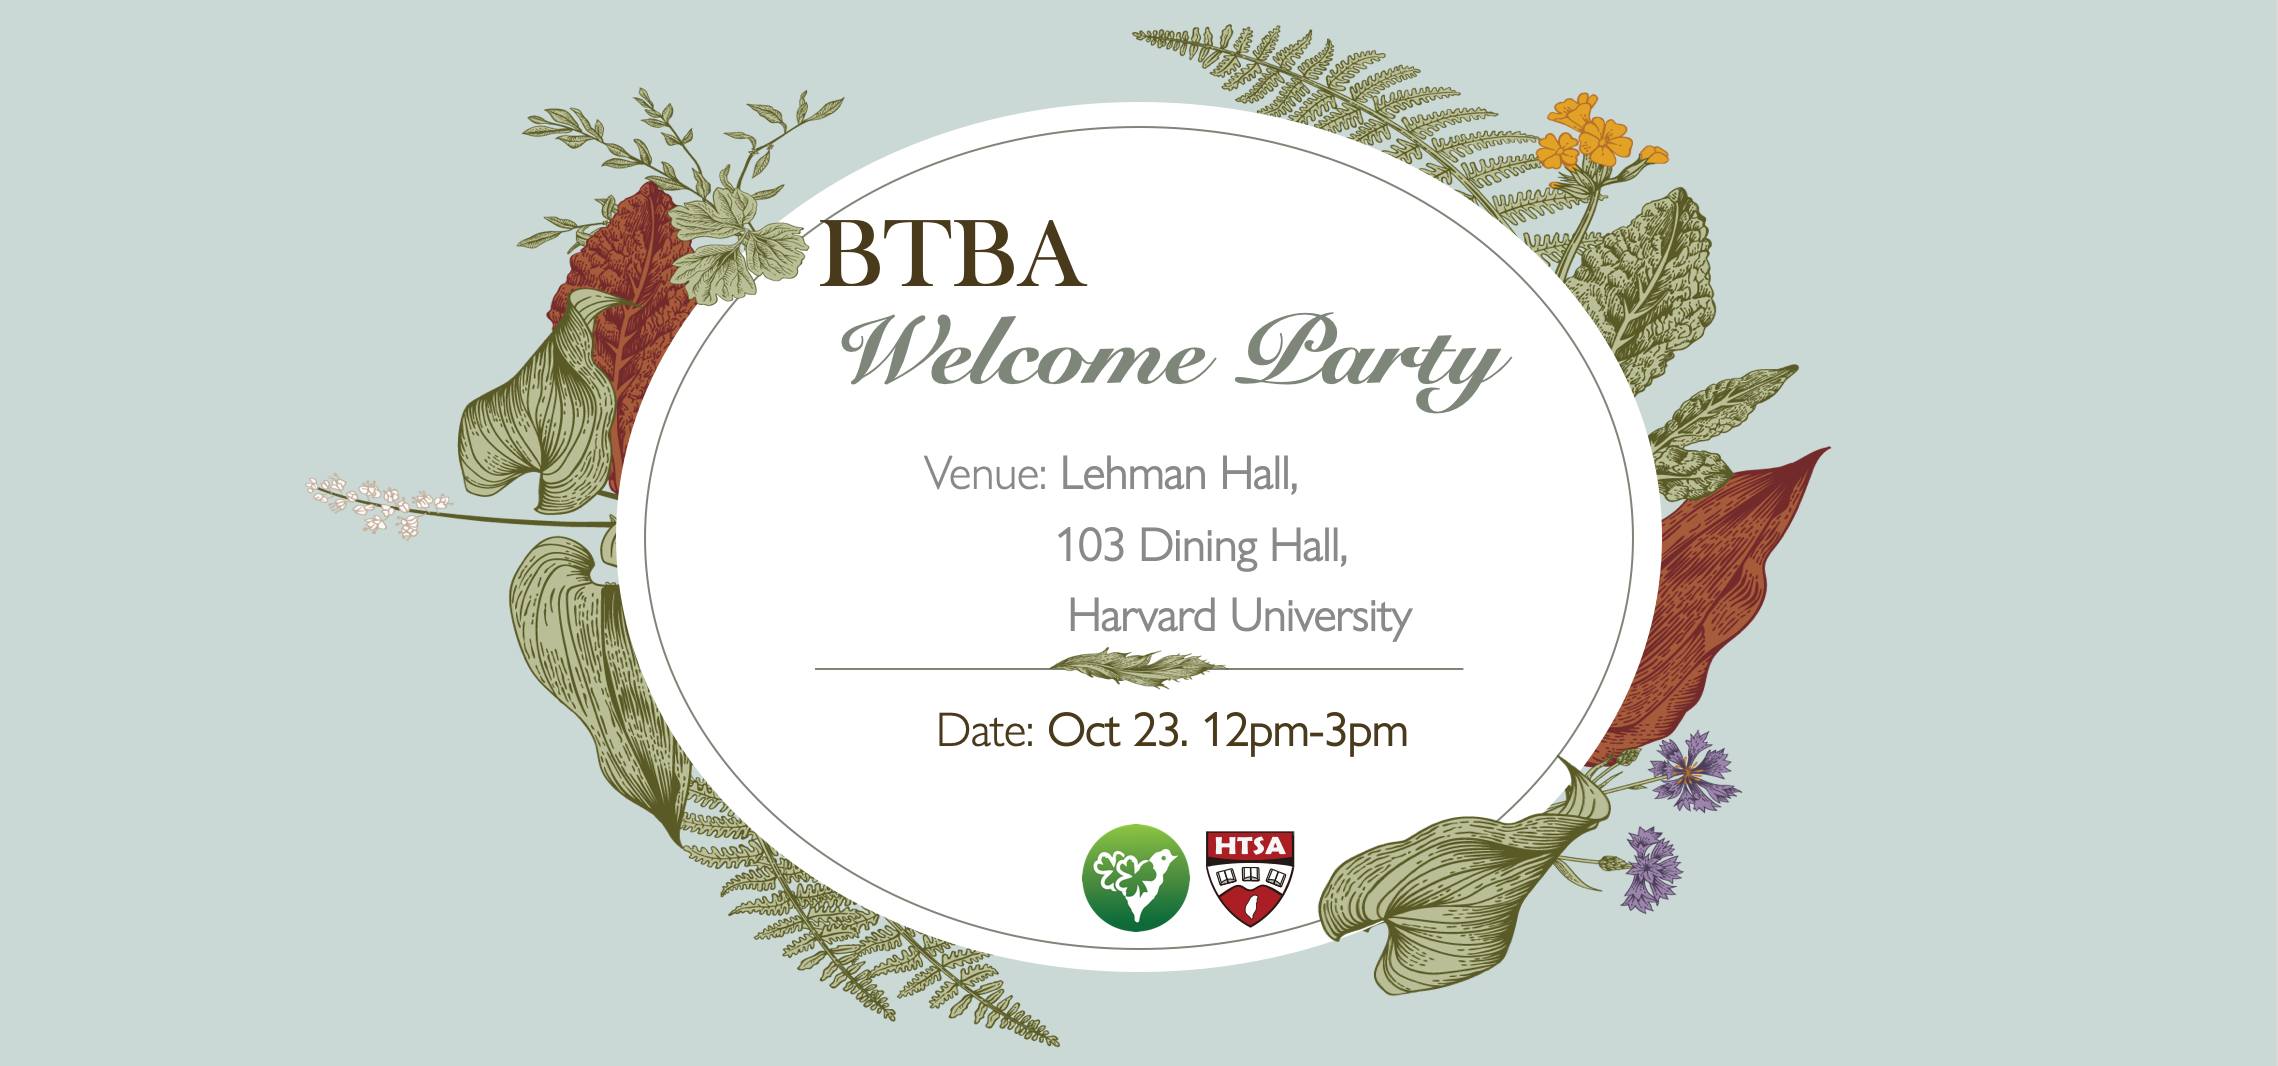 BTBA
Welcome Party
Venue: Lehman Hall,
103 Dining Hall,
Harvard University
Date: Oct 23. 12pm-3pm
HTSA